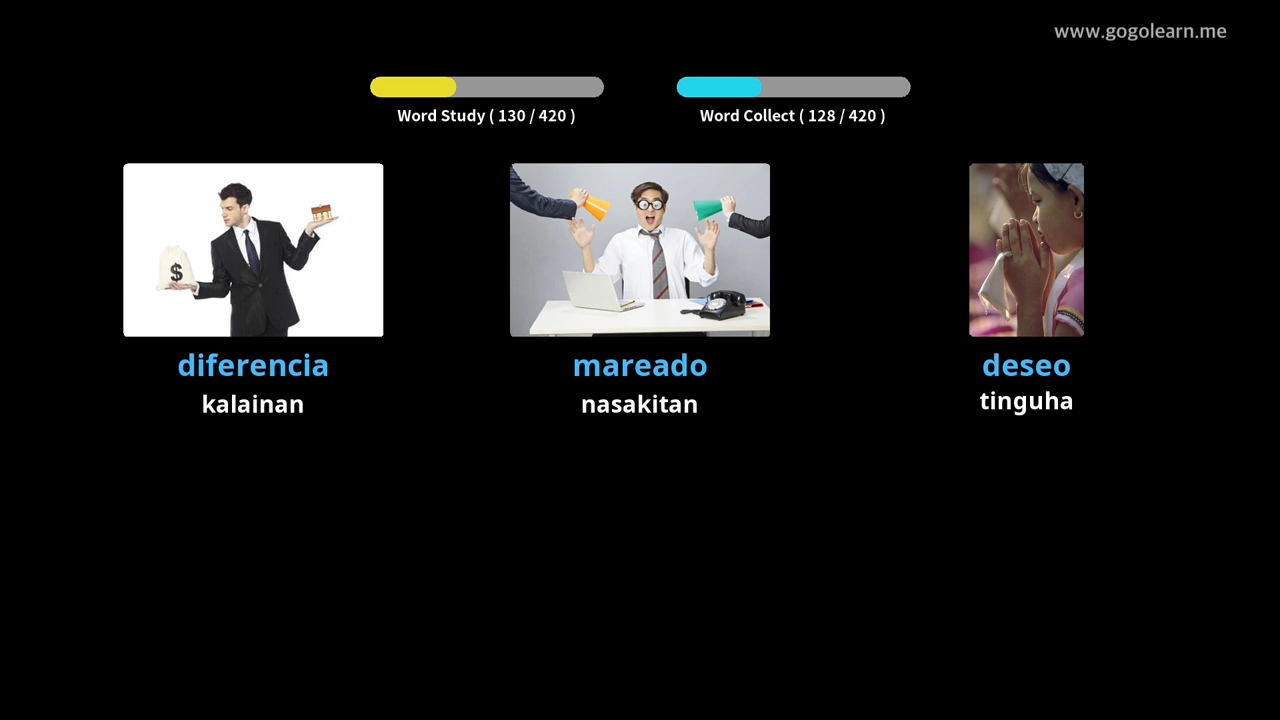 www.gogolearn.me
Word Study ( 130 / 420 )
Word Collect ( 128 / 420 )
$
diferencia
mareado
deseo
kalainan
nasakitan
tinguha